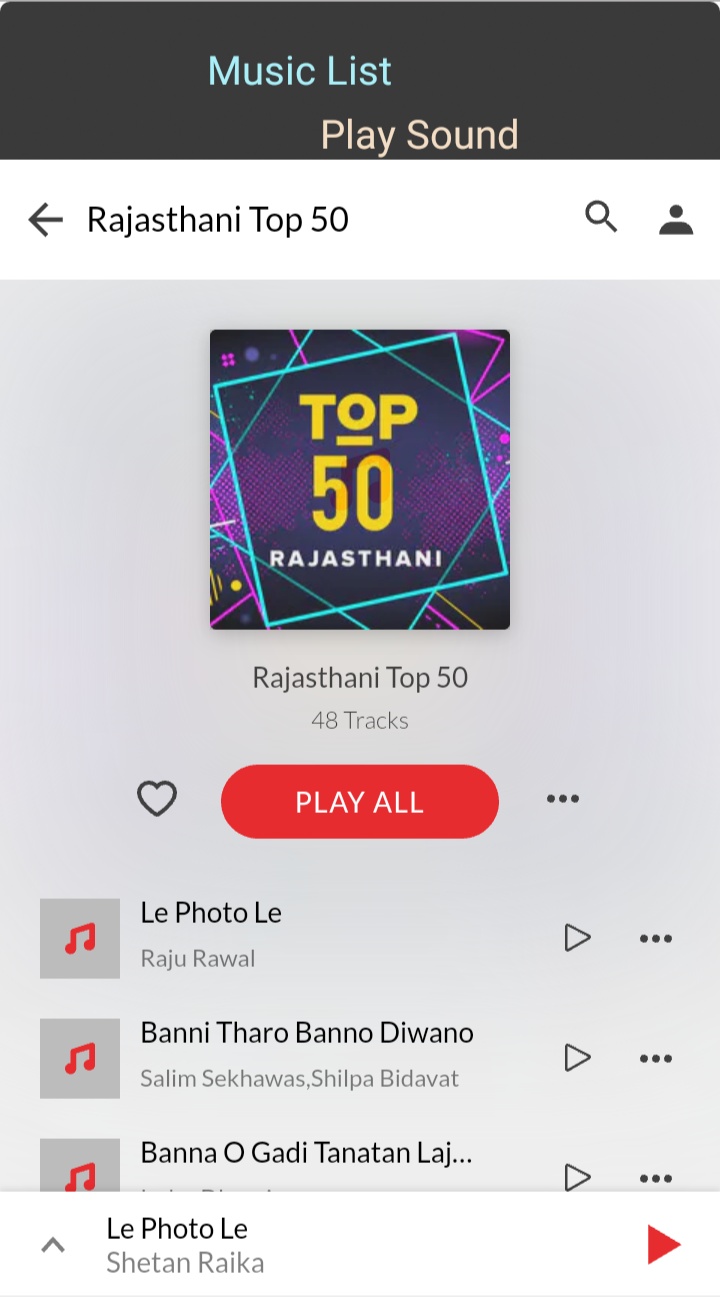 Music List
Play Sound
Rajasthani Top 50
TOP
50
RAJASTHANI
Rajasthani Top 50
48 Tracks
PLAY ALL
Le Photo Le
Raju Rawal
Banni Tharo Banno Diwano
Salim Sekhawas,Shilpa Bidavat
Banna O Gadi Tanatan Laj...
Le Photo Le
Shetan Raika